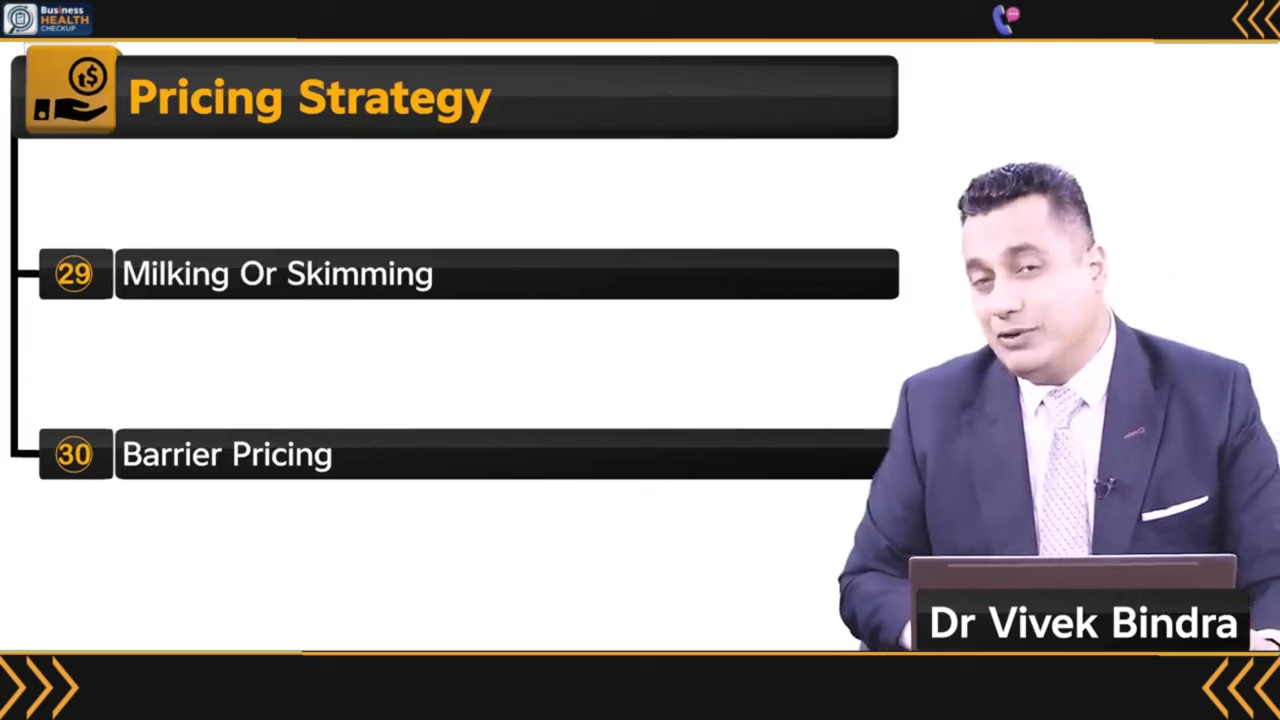 Business
HEALTH
CHECKUP
Pricing Strategy
29 Milking Or Skimming
30 Barrier Pricing
Dr Vivek Bindra